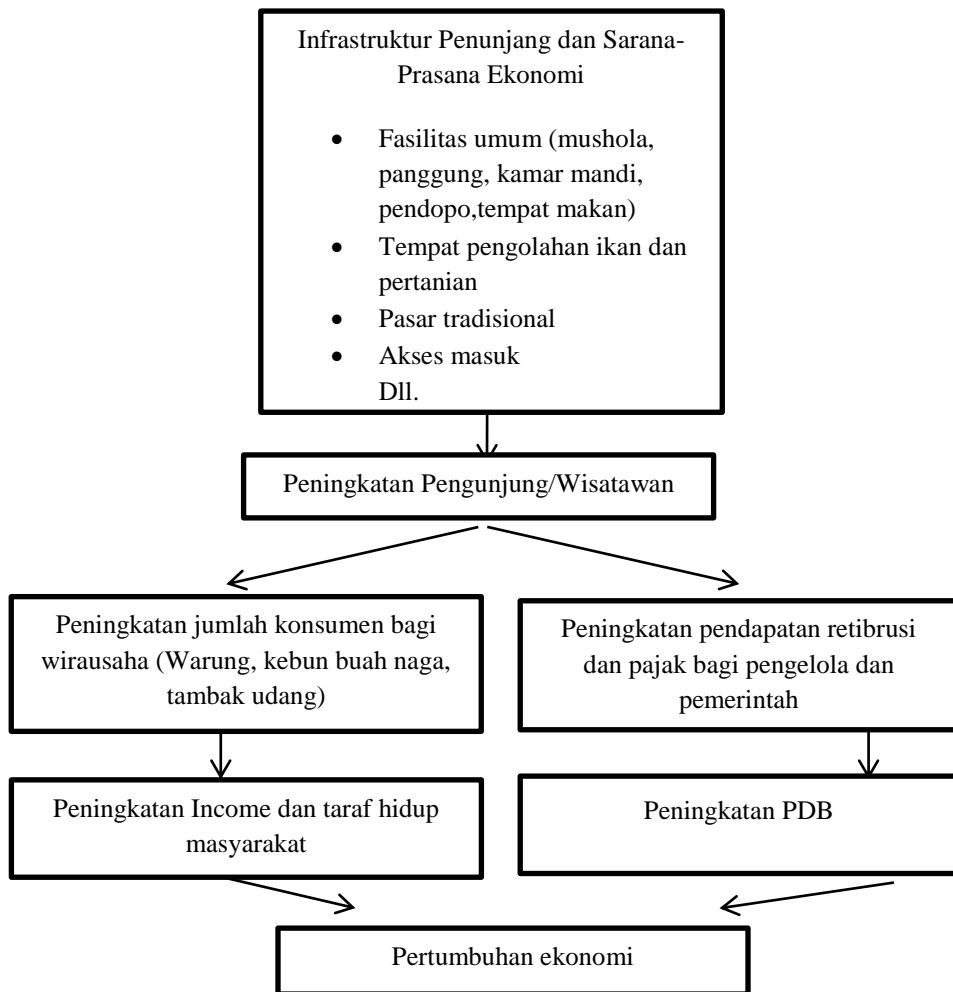 Infrastruktur Penunjang dan Sarana-
Prasana Ekonomi
• Fasilitas umum (mushola,
panggung, kamar mandi,
pendopo,tempat makan)
• Tempat pengolahan ikan dan
pertanian
• Pasar tradisional
• Akses masuk
Dll.
Peningkatan Pengunjung/Wisatawan
Peningkatan jumlah konsumen bagi
wirausaha (Warung, kebun buah naga,
tambak udang)
Peningkatan pendapatan retibrusi
dan pajak bagi pengelola dan
pemerintah
Peningkatan Income dan taraf hidup
masyarakat
Peningkatan PDB
Pertumbuhan ekonomi